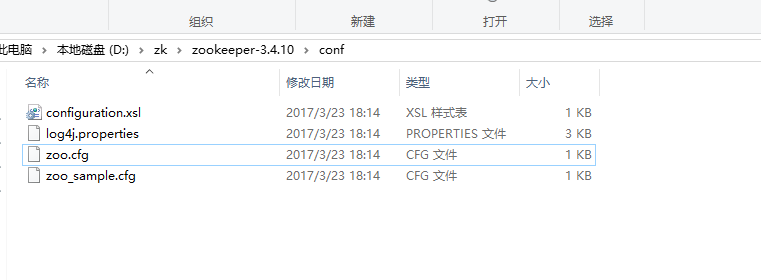 组织 新建 打开 选择
此电脑 本地磁盘 (D:) zk zookeeper-3.4.10 conf
名称 修改日期 类型 大小
configuration.xsl 2017/3/23 18:14 XSL 样式表 1 KB
log4j.properties 2017/3/23 18:14 PROPERTIES 文件 3 KB
zoo.cfg 2017/3/23 18:14 CFG 文件 1 KB
zoo_sample.cfg 2017/3/23 18:14 CFG 文件 1 KB